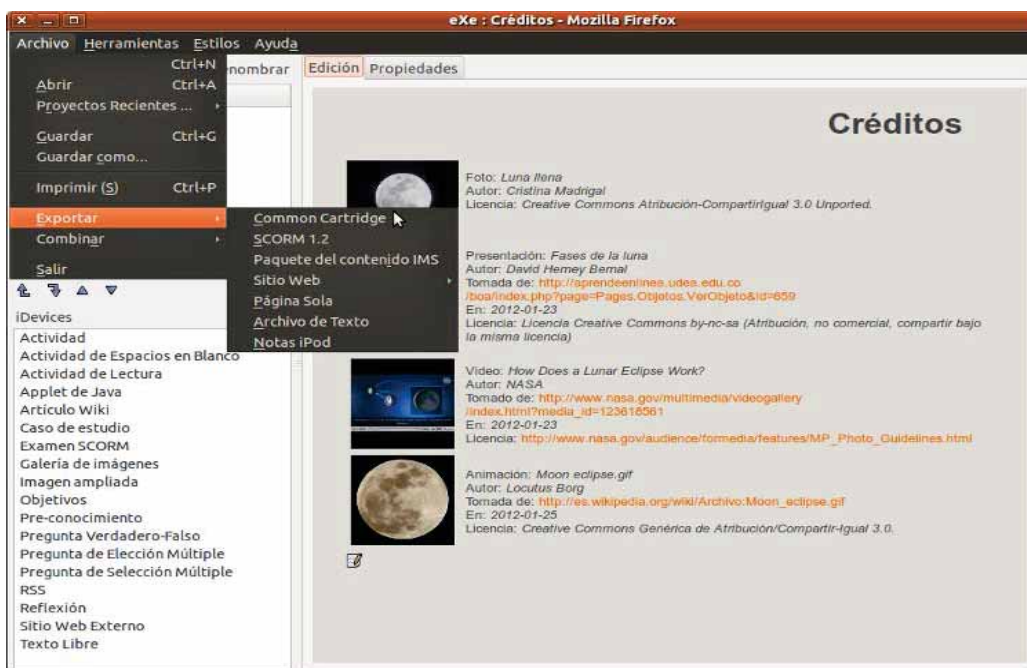 eXe : Créditos - Mozilla Firefox
Archivo Herramientas Estilos Ayuda
Ctrl+N
Abrir Ctrl+A
Proyectos Recientes ...
Guardar Ctrl+G
Guardar como...
Imprimir (S) Ctrl+P
Exportar
Combinar
Salir
Common Cartridge
SCORM 1.2
Paquete del contenido IMS
Sitio Web
Página Sola
Archivo de Texto
Notas iPod
nombrar
iDevices
Actividad
Actividad de Espacios en Blanco
Actividad de Lectura
Applet de Java
Artículo Wiki
Caso de estudio
Examen SCORM
Galería de imágenes
Imagen ampliada
Objetivos
Pre-conocimiento
Pregunta Verdadero-Falso
Pregunta de Elección Múltiple
Pregunta de Selección Múltiple
RSS
Reflexión
Sitio Web Externo
Texto Libre
Edición Propiedades
Créditos
Foto: Luna llena
Autor: Cristina Madrigal
Licencia: Creative Commons Atribución-CompartirIgual 3.0 Unported.
Presentación: Fases de la luna
Autor: David Herney Bernal
Tomada de: http://aprendeenlinea.udea.edu.co
/boa/index.php?page=Pages.Objetos.VerObjeto&id=659
En: 2012-01-23
Licencia: Licencia Creative Commons by-nc-sa (Atribución, no comercial, compartir bajo
la misma licencia)
Video: How Does a Lunar Eclipse Work?
Autor: NASA
Tomado de: http://www.nasa.gov/multimedia/videogallery
/index.html?media_id=123618561
En: 2012-01-23
Licencia: http://www.nasa.gov/audience/formedia/features/MP_Photo_Guidelines.html
Animación: Moon eclipse.gif
Autor: Locutus Borg
Tomada de: http://es.wikipedia.org/wiki/Archivo:Moon_eclipse.gif
En: 2012-01-25
Licencia: Creative Commons Genérica de Atribución/Compartir-Igual 3.0.